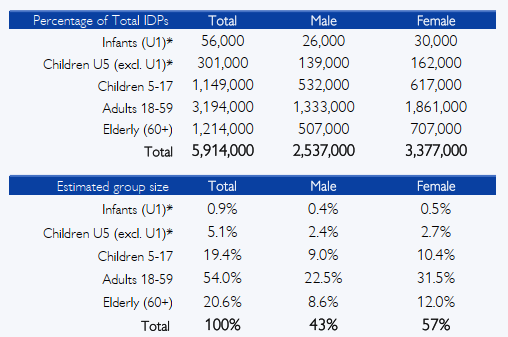 Percentage of Total IDPs Total Male Female
Infants (U1)* 56,000 26,000 30,000
Children U5 (excl. U1)* 301,000 139,000 162,000
Children 5-17 1,149,000 532,000 617,000
Adults 18-59 3,194,000 1,333,000 1,861,000
Elderly (60+) 1,214,000 507,000 707,000
Total 5,914,000 2,537,000 3,377,000
Estimated group size Total Male Female
Infants (U1)* 0.9% 0.4% 0.5%
Children U5 (excl. U1)* 5.1% 2.4% 2.7%
Children 5-17 19.4% 9.0% 10.4%
Adults 18-59 54.0% 22.5% 31.5%
Elderly (60+) 20.6% 8.6% 12.0%
Total 100% 43% 57%